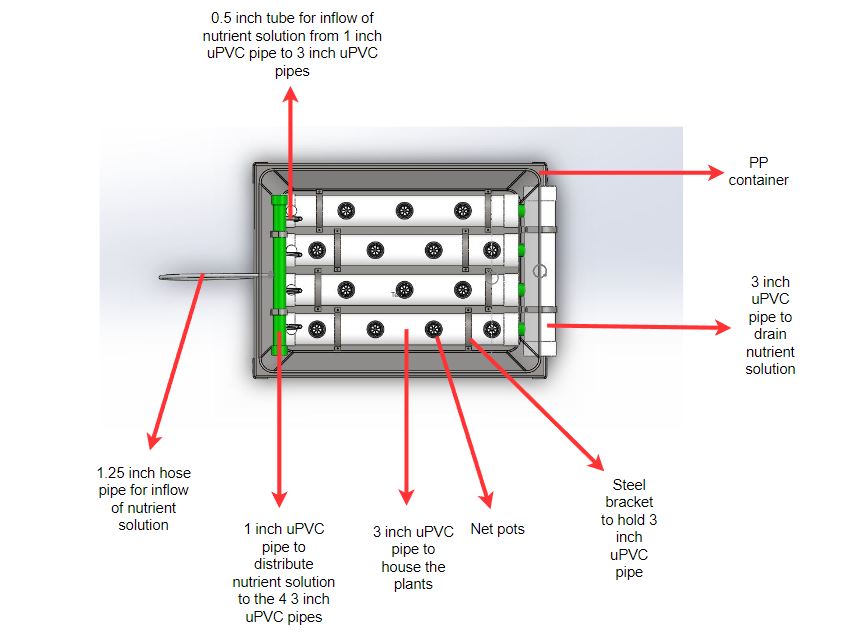 0.5 inch tube for inflow of
nutrient solution from 1 inch
uPVC pipe to 3 inch uPVC
pipes
PP
container
3 inch
uPVC
pipe to
drain
nutrient
solution
1.25 inch hose
pipe for inflow
of nutrient
solution
1 inch uPVC
pipe to
distribute
nutrient solution
to the 4 3 inch
uPVC pipes
3 inch uPVC
pipe to
house the
plants
Net pots
Steel
bracket
to hold 3
inch
uPVC
pipe